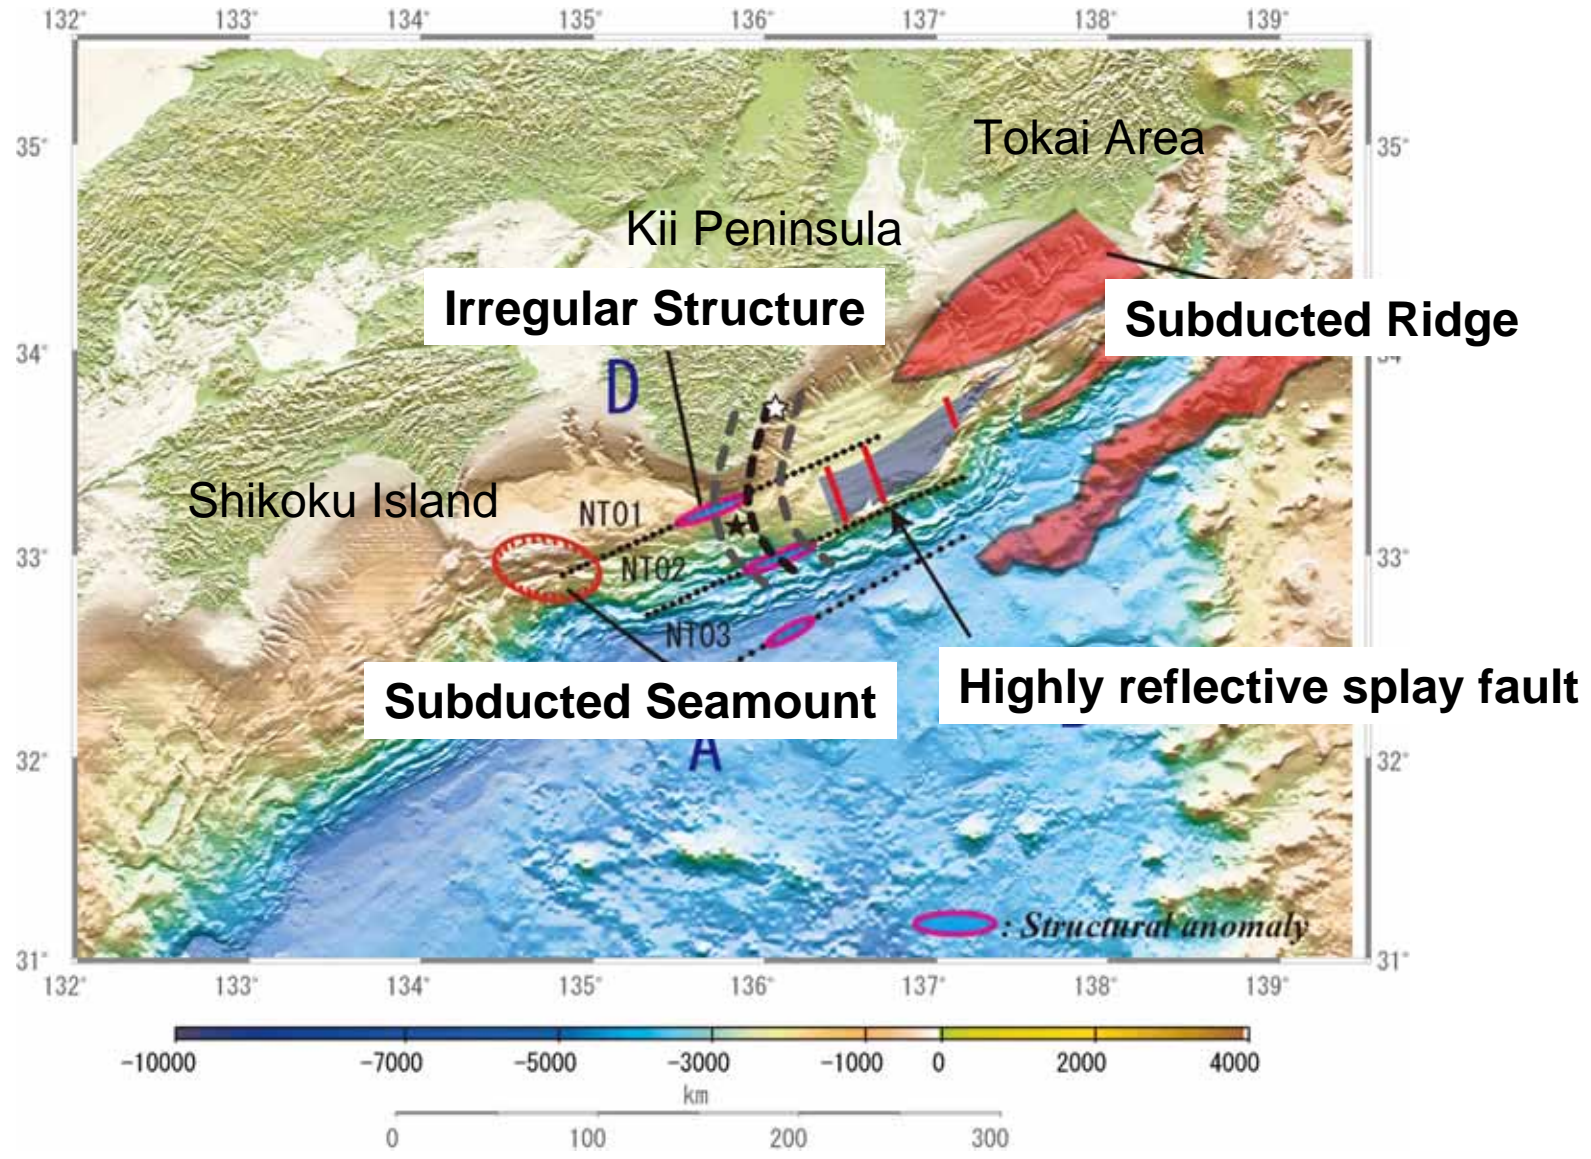 132° 133° 134° 135° 136° 137° 138° 139°
35° Tokai Area 35°
Kii Peninsula
Irregular Structure
Subducted Ridge
34° 34°
D
Shikoku Island
NT01
33° NT02 33°
NT03
Highly reflective splay fault
Subducted Seamount
A
32° 32°
: Structural anomaly
31° 31°
132° 133° 134° 135° 136° 137° 138° 139°
-10000 -7000 -5000 -3000 -1000 0 2000 4000
km
0 100 200 300